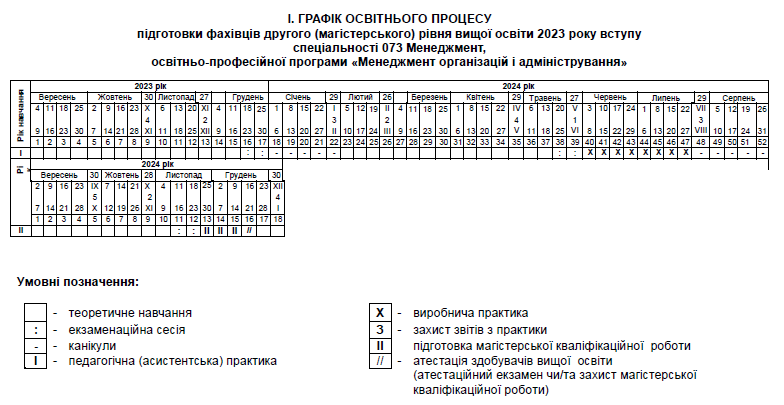 І. ГРАФІК ОСВІТНЬОГО ПРОЦЕСУ
підготовки фахівців другого (магістерського) рівня вищої освіти 2023 року вступу
спеціальності 073 Менеджмент,
освітньо-професійної програми «Менеджмент організацій і адміністрування»
Рік навчання 2023 рік 2024 рік
Вересень Жовтень 30 Листопад 27 Грудень Січень 29 Лютий 26 Березень Квітень 29 Травень 27 Червень Липень 29 Серпень
4 11 18 25 2 9 16 23 X 6 13 20 XI 4 11 18 25 1 8 15 22 I 5 12 19 II 4 11 18 25 1 8 15 22 IV 6 13 20 V 3 10 17 24 1 8 15 22 VII 5 12 19 26
4 2 3 2 4 1 3
9 16 23 30 7 14 21 28 XI 11 18 25 XII 9 16 23 30 6 13 20 27 II 10 17 24 III 9 16 23 30 6 13 20 27 V 11 18 25 VI 8 15 22 29 6 13 20 27 VIII 10 17 24 31
1 2 3 4 5 6 7 8 9 10 11 12 13 14 15 16 17 18 19 20 21 22 23 24 25 26 27 28 29 30 31 32 33 34 35 36 37 38 39 40 41 42 43 44 45 46 47 48 49 50 51 52
I : : - - - - - : : X X X X X X X X - - - - -
Рі 2024 рік
Вересень 30 Жовтень 28 Листопад Грудень 30
2 9 16 23 IX 7 14 21 X 4 11 18 25 2 9 16 23 XII
5 2 4
7 14 21 28 X 12 19 26 XI 9 16 23 30 7 14 21 28 I
1 2 3 4 5 6 7 8 9 10 11 12 13 14 15 16 17 18
II : : II II II //
Умовні позначення:
- теоретичне навчання
: - екзаменаційна сесія
- - канікули
І - педагогічна (асистентська) практика
Х - виробнича практика
З - захист звітів з практики
ІІ підготовка магістерської кваліфікаційної роботи
// - атестація здобувачів вищої освіти
(атестаційний екзамен чи/та захист магістерської
кваліфікаційної роботи)